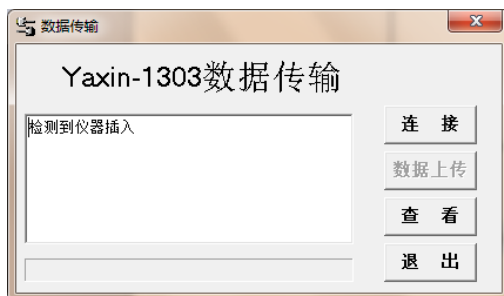 数据传输
Yaxin-1303数据传输
检测到仪器插入
连 接
数据上传
查 看
退 出